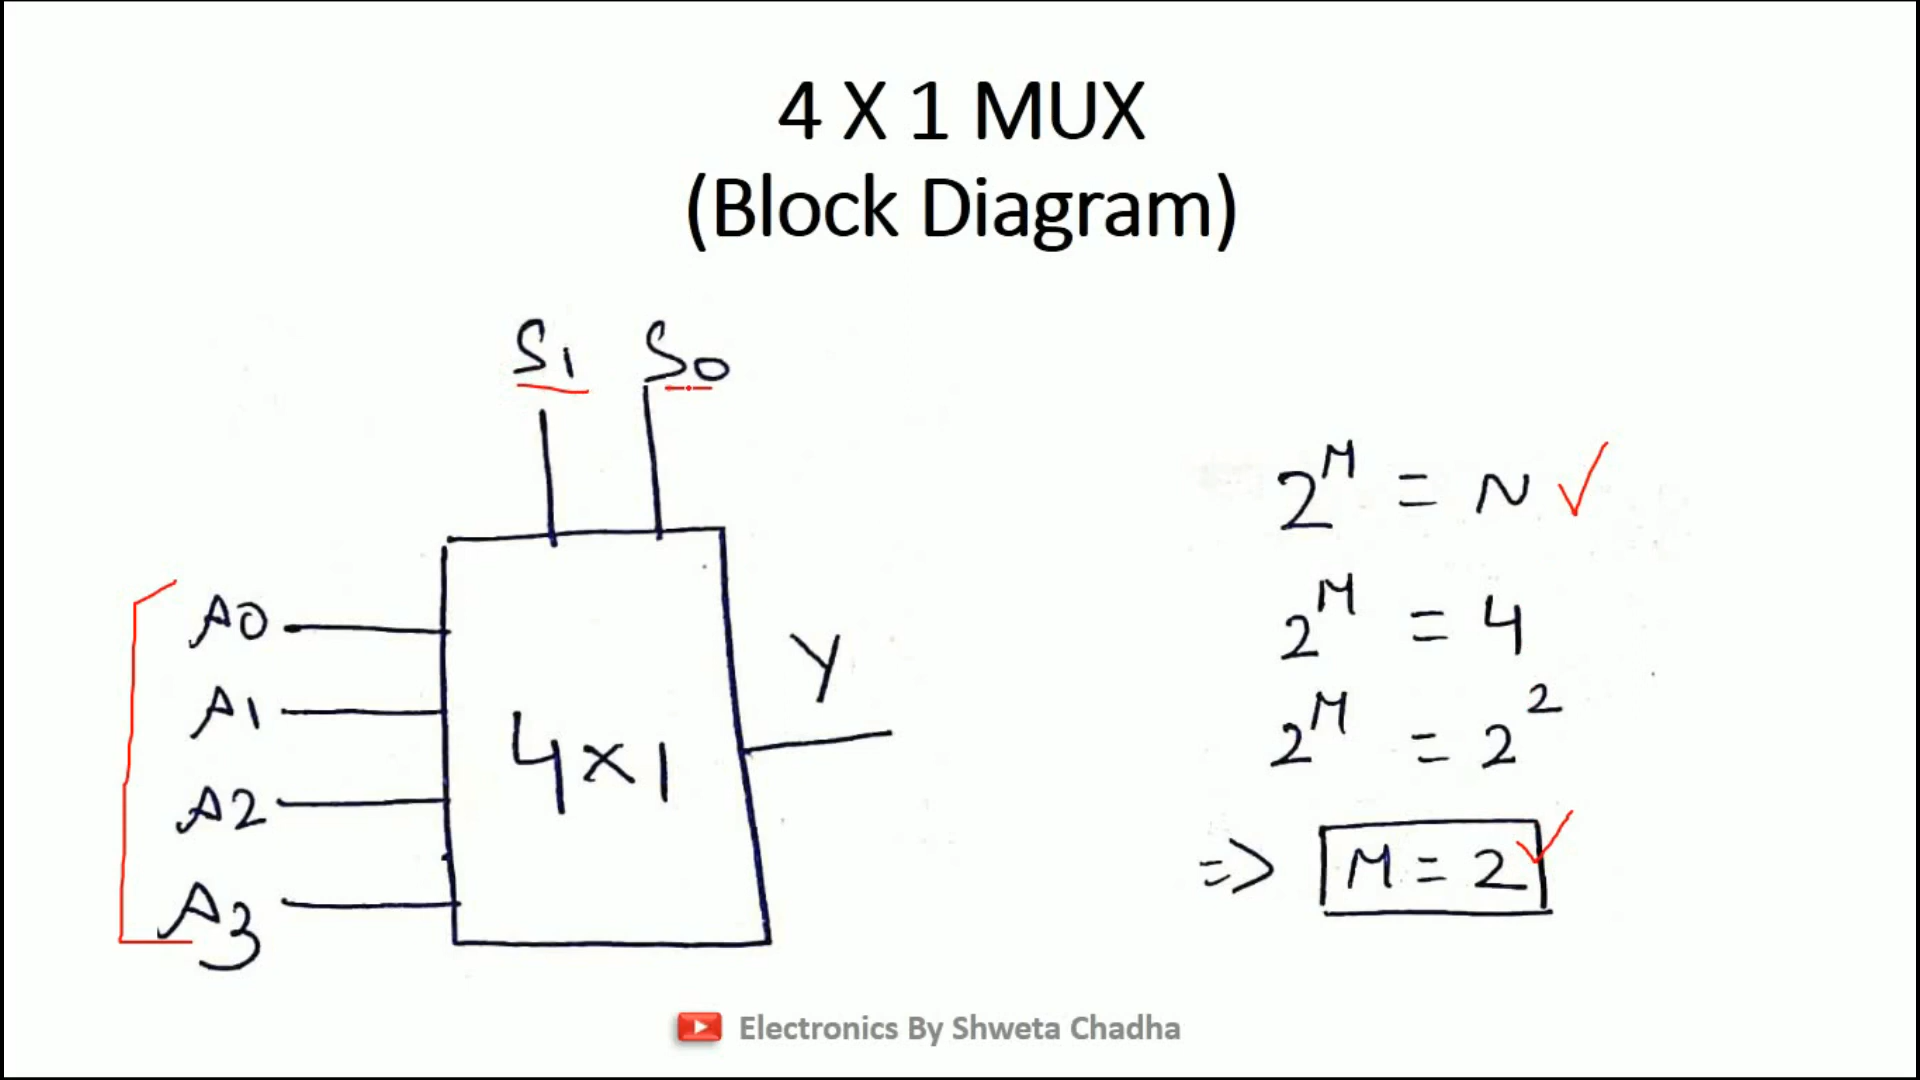 4 X 1 MUX
(Block Diagram)
S1 S0
A0
A1
A2
A3
4x1
Y
2^M = N
2^M = 4
2^M = 2^2
=> M = 2
Electronics By Shweta Chadha